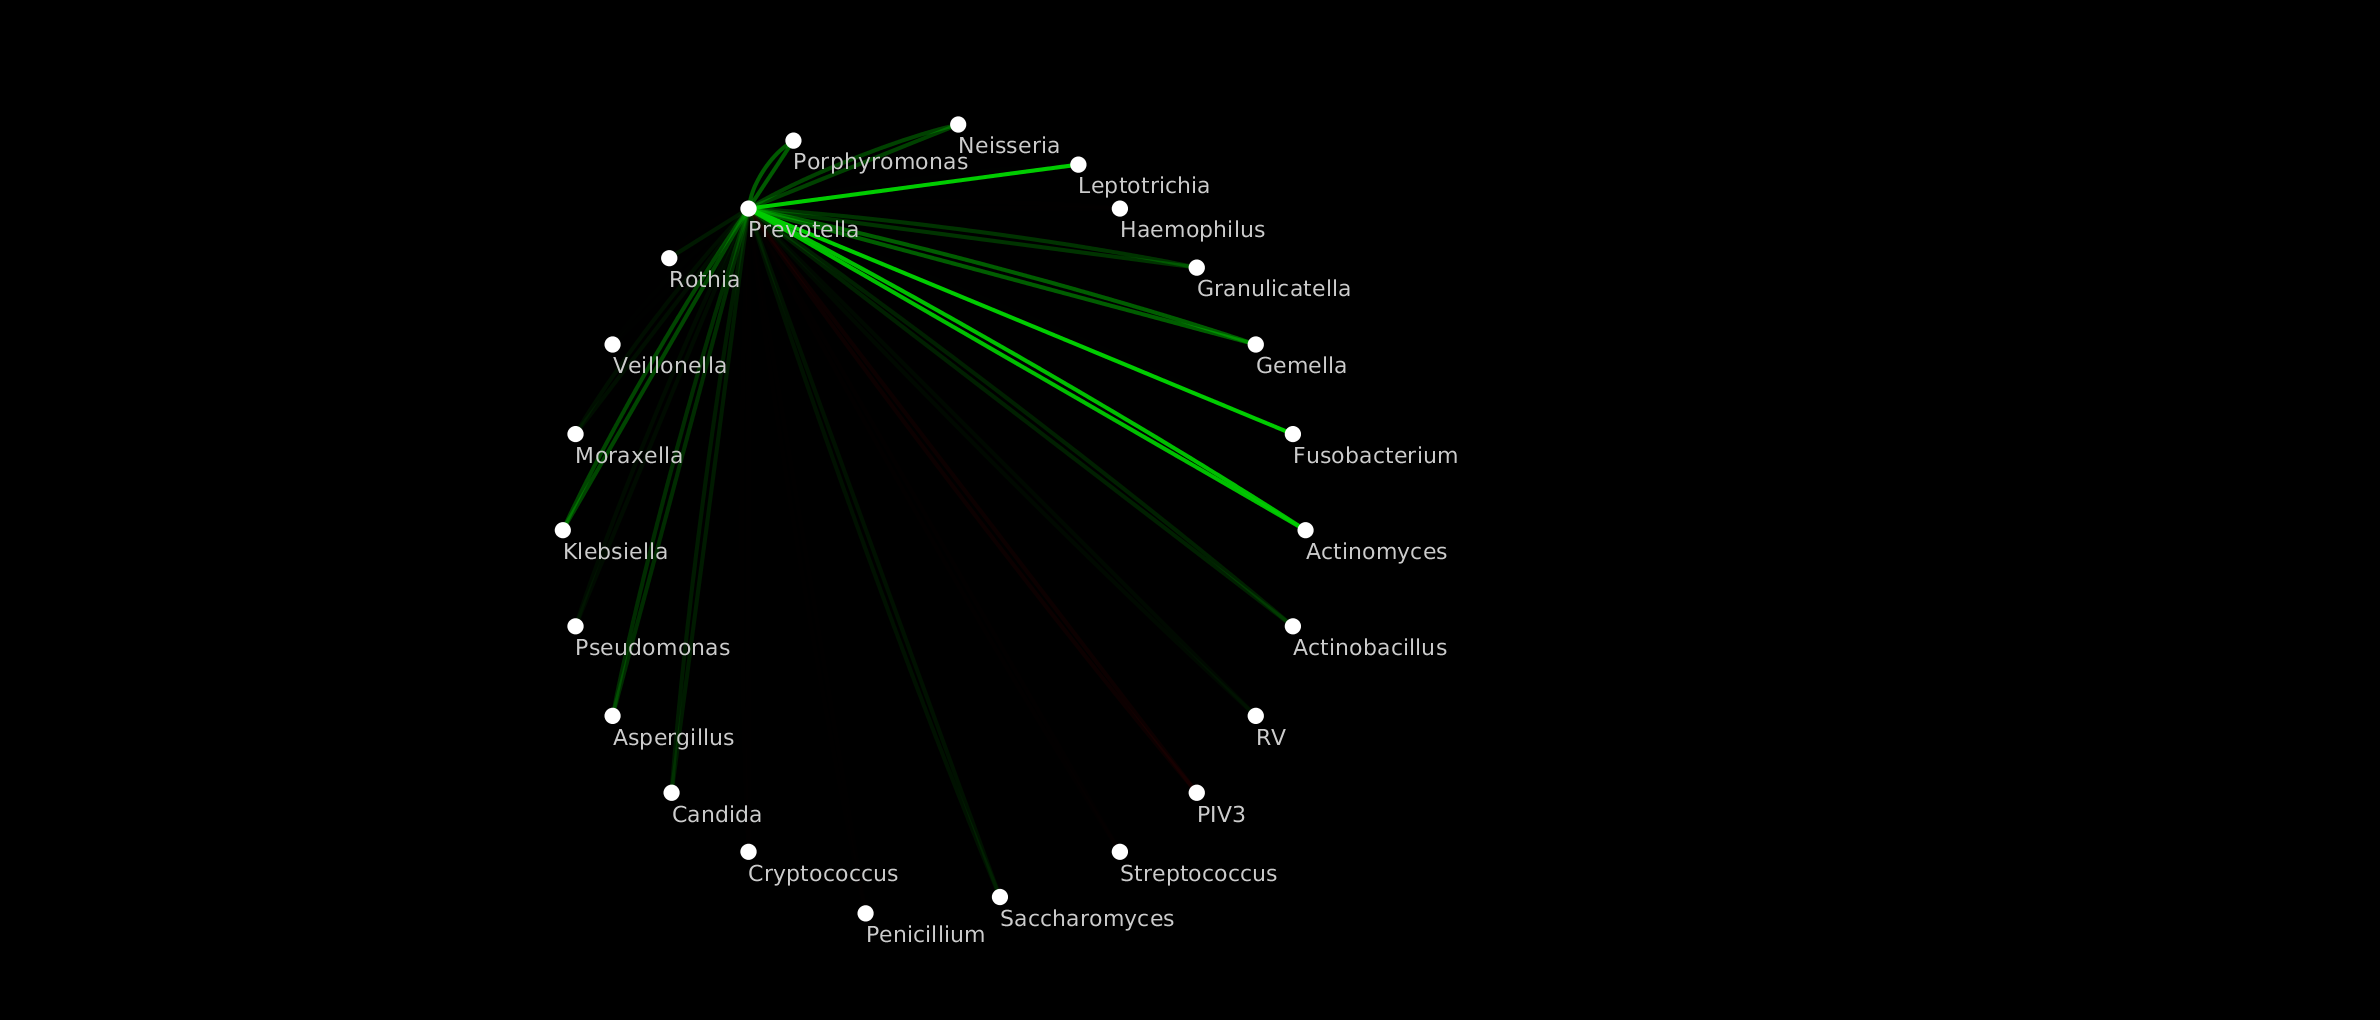 Neisseria
Porphyromonas
Leptotrichia
Prevotella
Haemophilus
Rothia
Granulicatella
Veillonella
Gemella
Moraxella
Fusobacterium
Klebsiella
Actinomyces
Pseudomonas
Actinobacillus
Aspergillus
RV
Candida
PIV3
Cryptococcus
Streptococcus
Saccharomyces
Penicillium